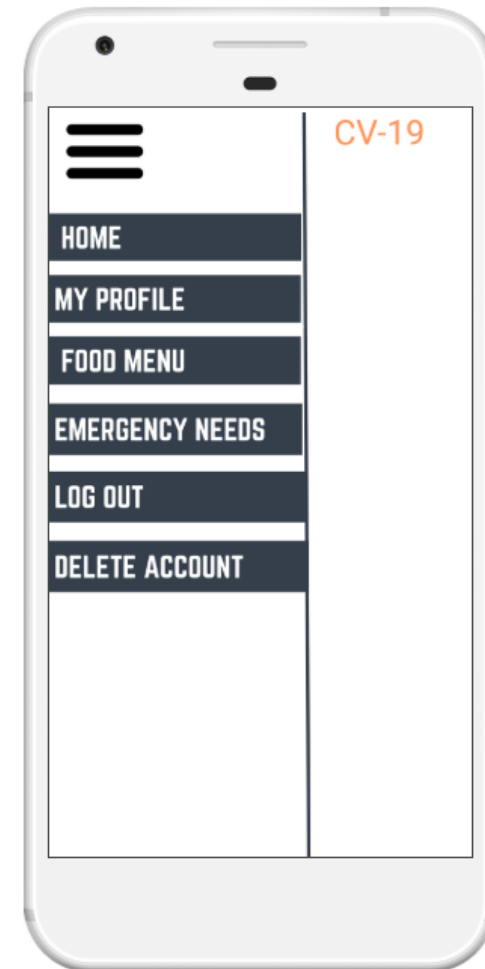 CV-19
HOME
MY PROFILE
FOOD MENU
EMERGENCY NEEDS
LOG OUT
DELETE ACCOUNT